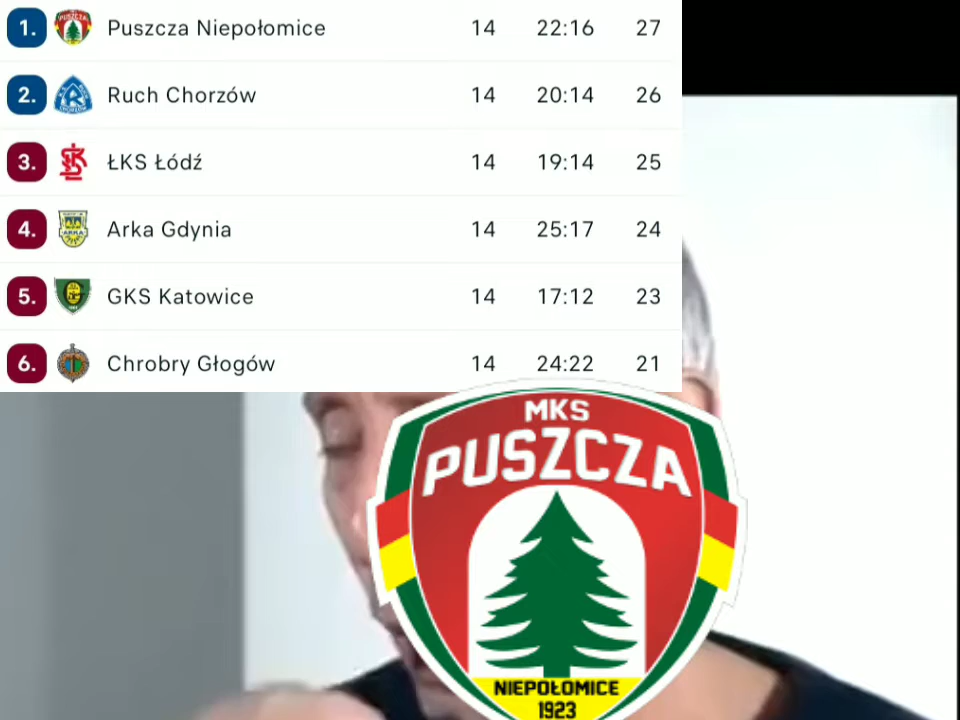 1. Puszcza Niepołomice 14 22:16 27
2. Ruch Chorzów 14 20:14 26
3. ŁKS Łódź 14 19:14 25
4. Arka Gdynia 14 25:17 24
5. GKS Katowice 14 17:12 23
6. Chrobry Głogów 14 24:22 21
MKS
PUSZCZA
NIEPOŁOMICE
1923